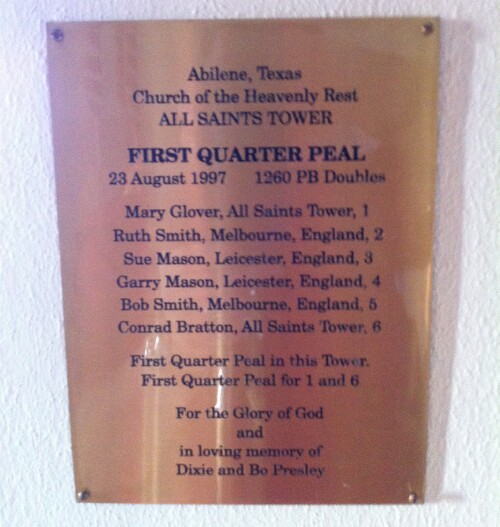 Abilene, Texas
Church of the Heavenly Rest
ALL SAINTS TOWER
FIRST QUARTER PEAL
23 August 1997 1260 PB Doubles
Mary Glover, All Saints Tower, 1
Ruth Smith, Melbourne, England, 2
Sue Mason, Leicester, England, 3
Garry Mason, Leicester, England, 4
Bob Smith, Melbourne, England, 5
Conrad Bratton, All Saints Tower, 6
First Quarter Peal in this Tower.
First Quarter Peal for 1 and 6
For the Glory of God
and
in loving memory of
Dixie and Bo Presley